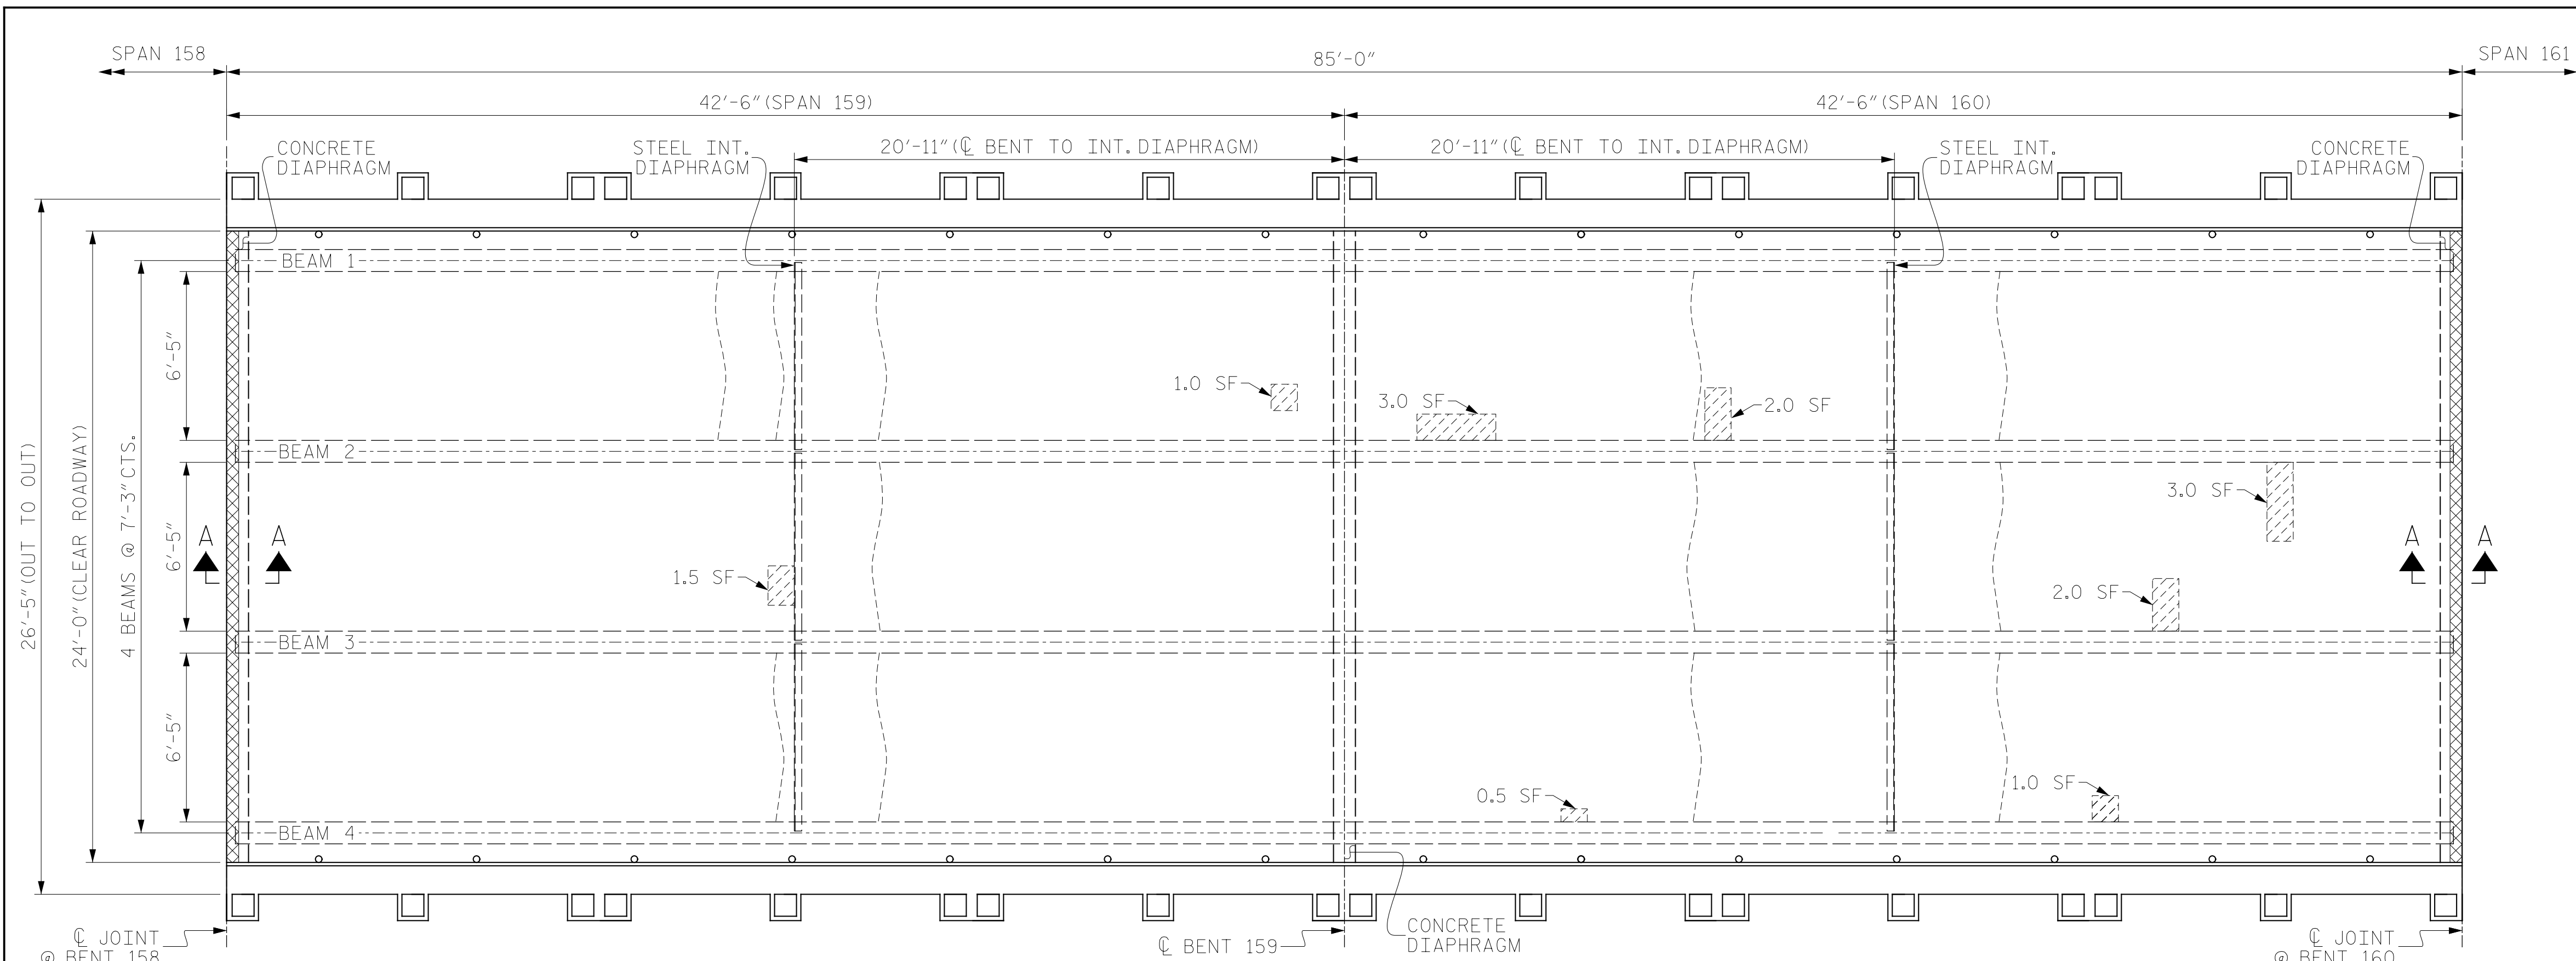 SPAN 158
85'-0"
SPAN 161
42'-6"(SPAN 159)
42'-6"(SPAN 160)
CONCRETE
DIAPHRAGM
STEEL INT.
DIAPHRAGM
20'-11"(℄ BENT TO INT. DIAPHRAGM)
20'-11"(℄ BENT TO INT. DIAPHRAGM)
STEEL INT.
DIAPHRAGM
CONCRETE
DIAPHRAGM
26'-5"(OUT TO OUT)
24'-0"(CLEAR ROADWAY)
4 BEAMS @ 7'-3" CTS.
6'-5"
6'-5"
6'-5"
BEAM 1
BEAM 2
BEAM 3
BEAM 4
1.0 SF
3.0 SF
2.0 SF
3.0 SF
1.5 SF
2.0 SF
0.5 SF
1.0 SF
A
A
A
A
℄ JOINT
@ BENT 158
℄ BENT 159
CONCRETE
DIAPHRAGM
℄ JOINT
@ BENT 160